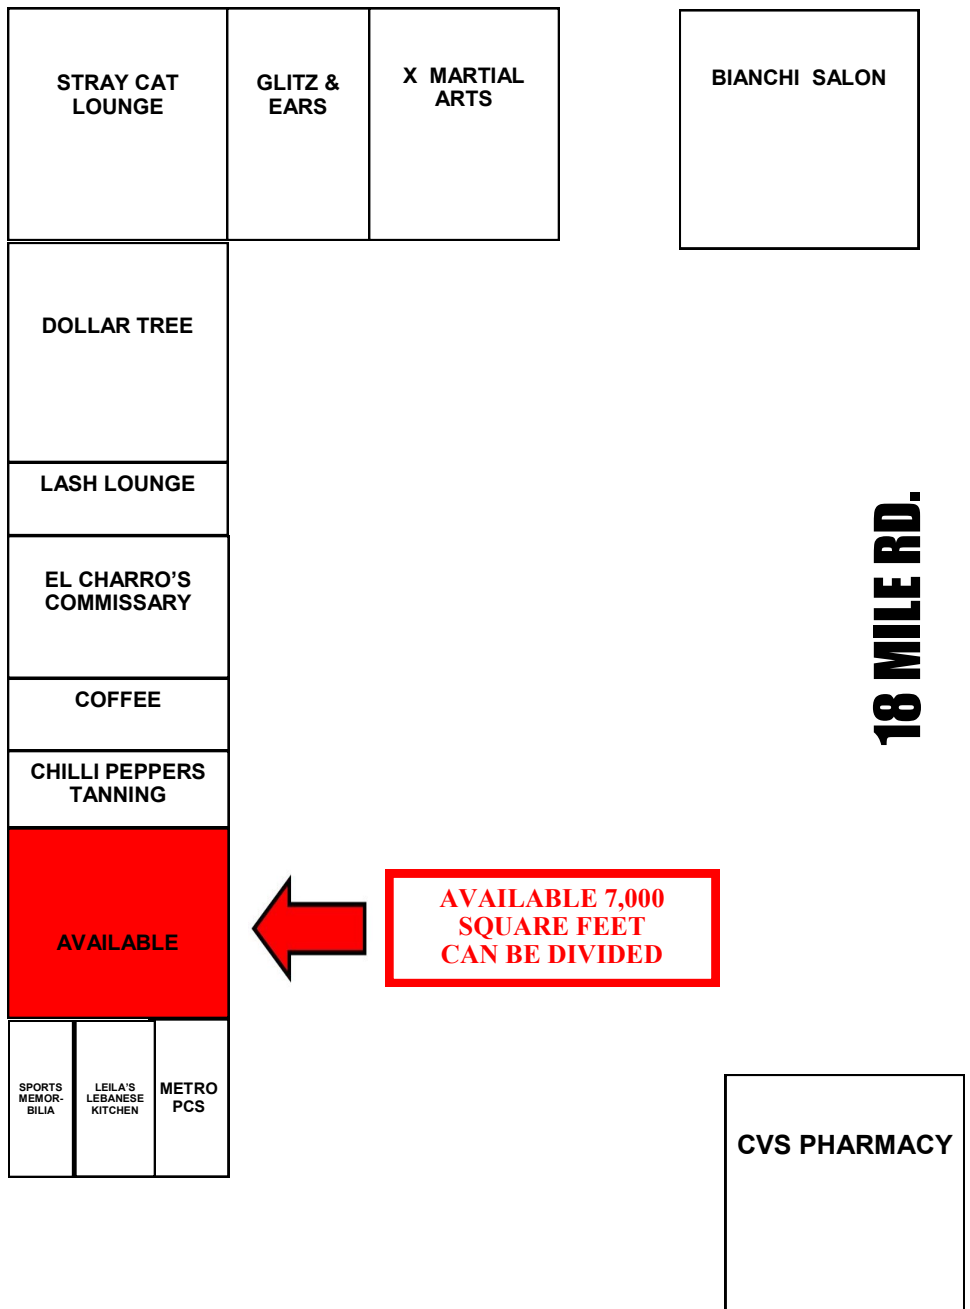 STRAY CAT
LOUNGE
GLITZ &
EARS
X MARTIAL
ARTS
BIANCHI SALON
DOLLAR TREE
LASH LOUNGE
EL CHARRO’S
COMMISSARY
COFFEE
CHILLI PEPPERS
TANNING
AVAILABLE
AVAILABLE 7,000
SQUARE FEET
CAN BE DIVIDED
18 MILE RD.
SPORTS
MEMOR-
BILIA
LEILA’S
LEBANESE
KITCHEN
METRO
PCS
CVS PHARMACY